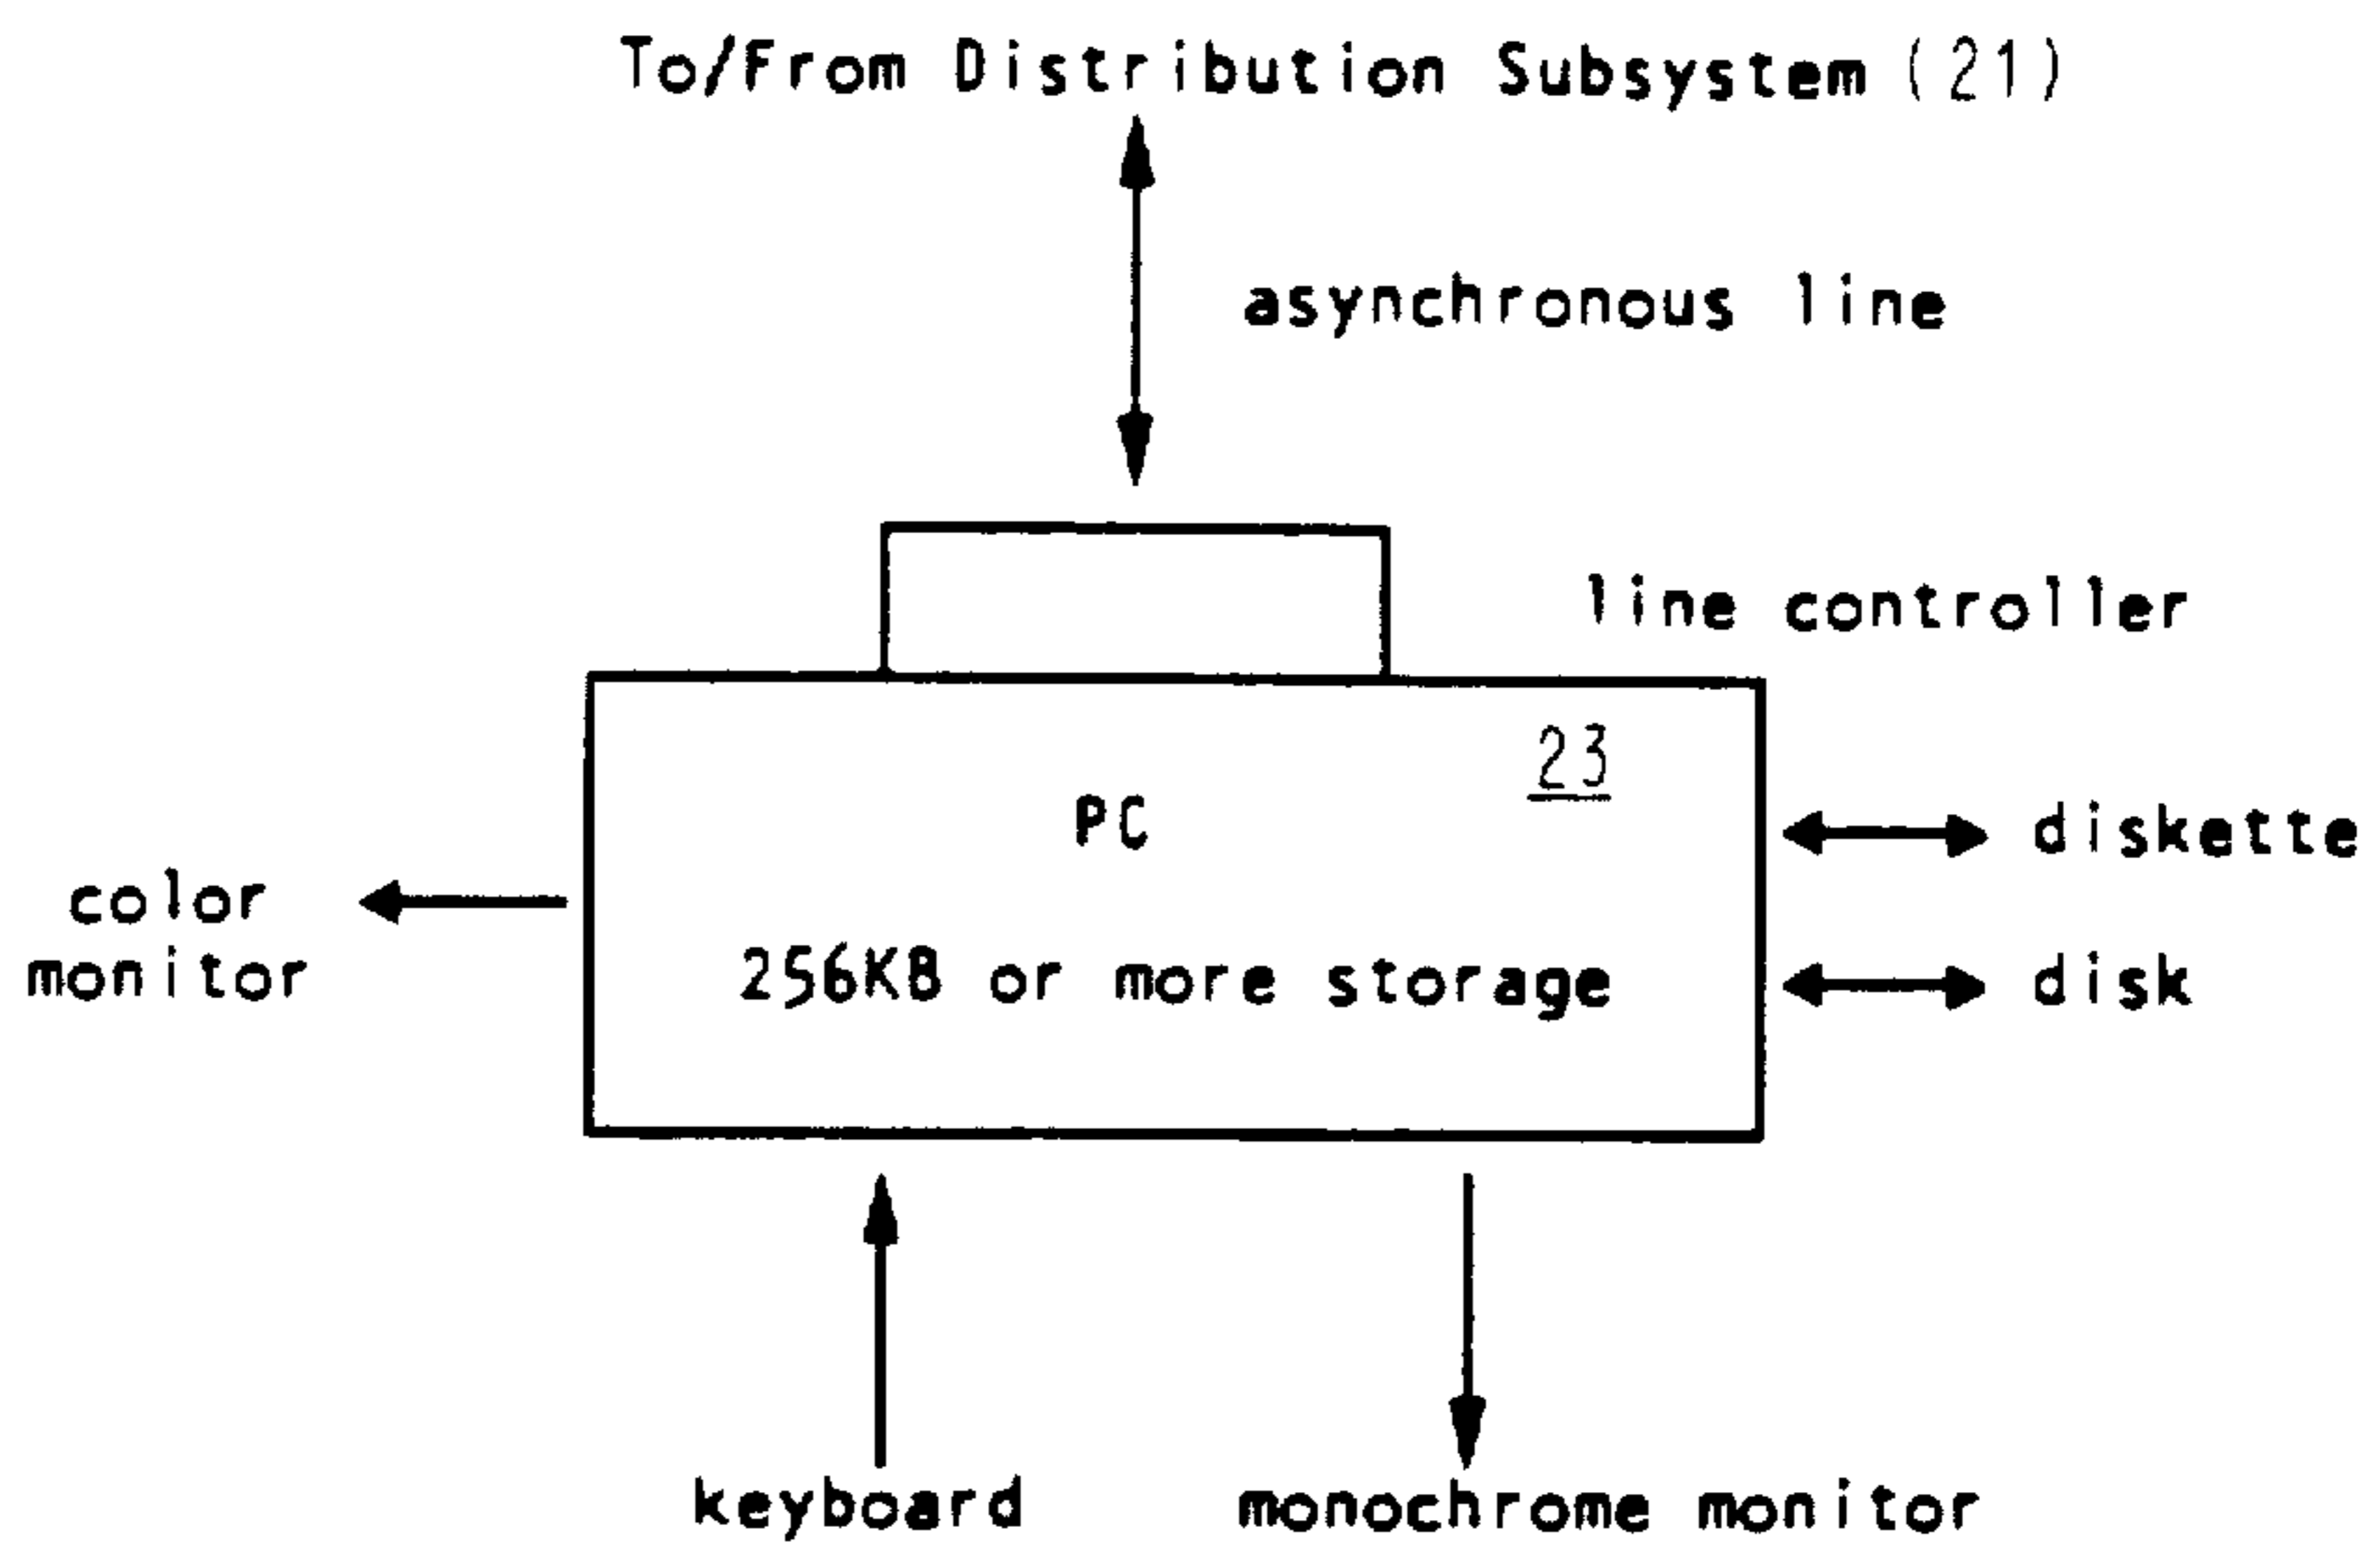 To/From Distribution Subsystem (21)
asynchronous line
line controller
23
PC
diskette
color
monitor
256KB or more storage
disk
keyboard
monochrome monitor